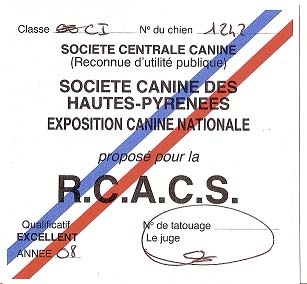 Classe CI N° du chien 1242
SOCIETE CENTRALE CANINE
(Reconnue d'utilité publique)
SOCIETE CANINE DES
HAUTES-PYRENEES
EXPOSITION CANINE NATIONALE
proposé pour la
R.C.A.C.S.
Qualificatif N° de tatouage
EXCELLENT Le juge
ANNEE 08